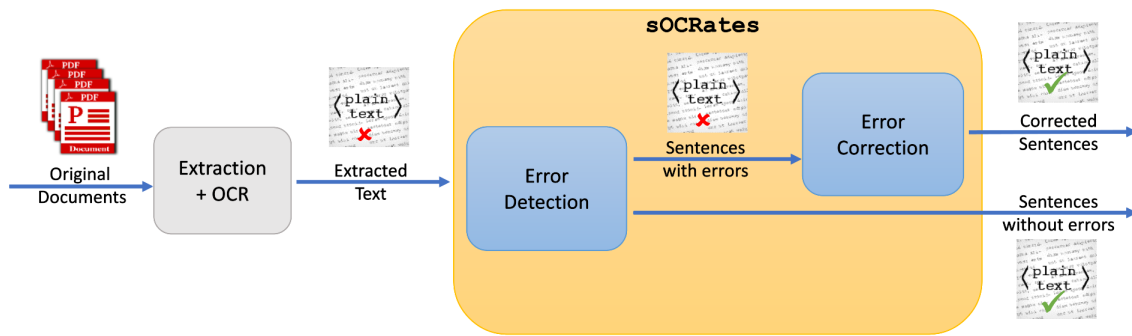 sOCRates
PDF
PDF
PDF
PDF
P
Document
Original
Documents
Extraction
+ OCR
⟨plain⟩
text
Extracted
Text
Error
Detection
⟨plain⟩
text
Sentences
with errors
Error
Correction
⟨plain⟩
text
Corrected
Sentences
Sentences
without errors
⟨plain⟩
text